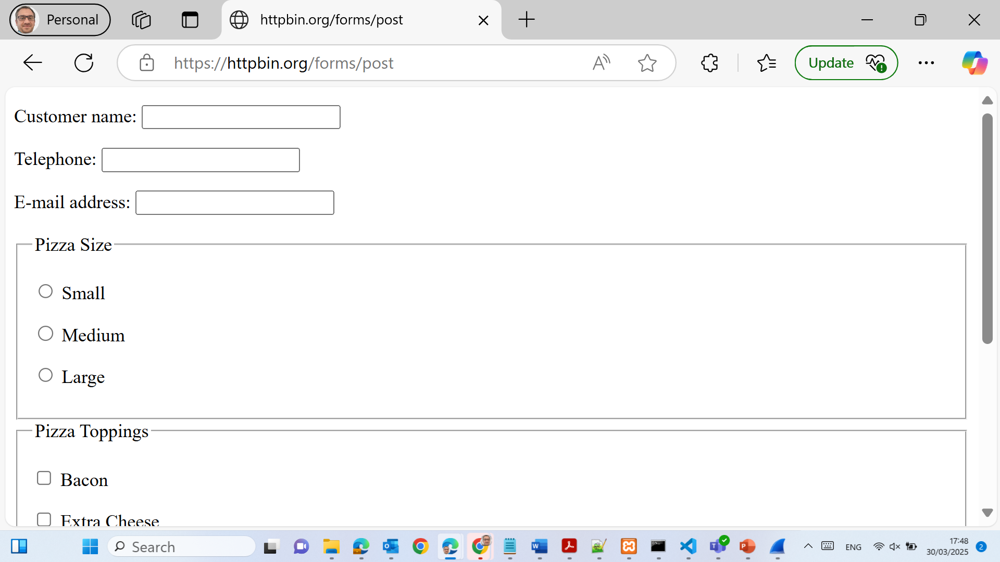 Personal
httpbin.org/forms/post
https://httpbin.org/forms/post
Update
Customer name:
Telephone:
E-mail address:
Pizza Size
Small
Medium
Large
Pizza Toppings
Bacon
Extra Cheese
Search
ENG
17:48
30/03/2025
2